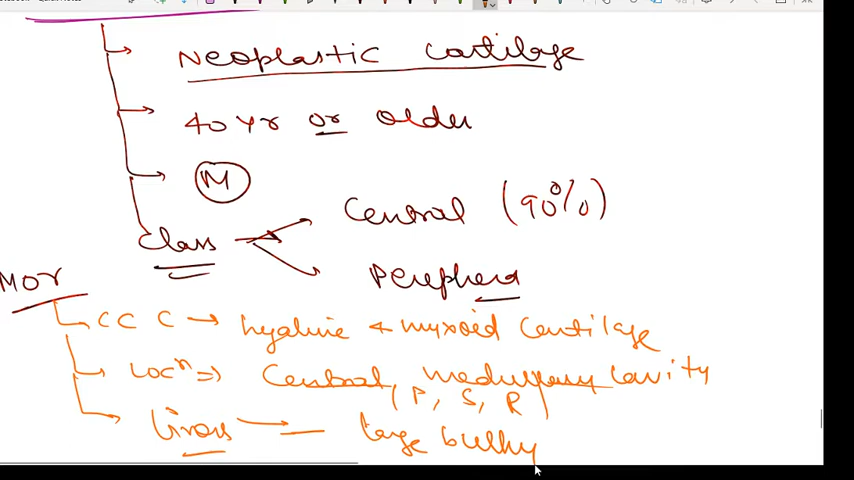 Neoplastic Cartilage
40 yr or older
M
Central (90%)
Class
Peripheral
MOR
CCC → hyaline & myxoid Cartilage
Locⁿ ⇒ Central, medullary Cavity
(P, S, R)
Gross → large bulky